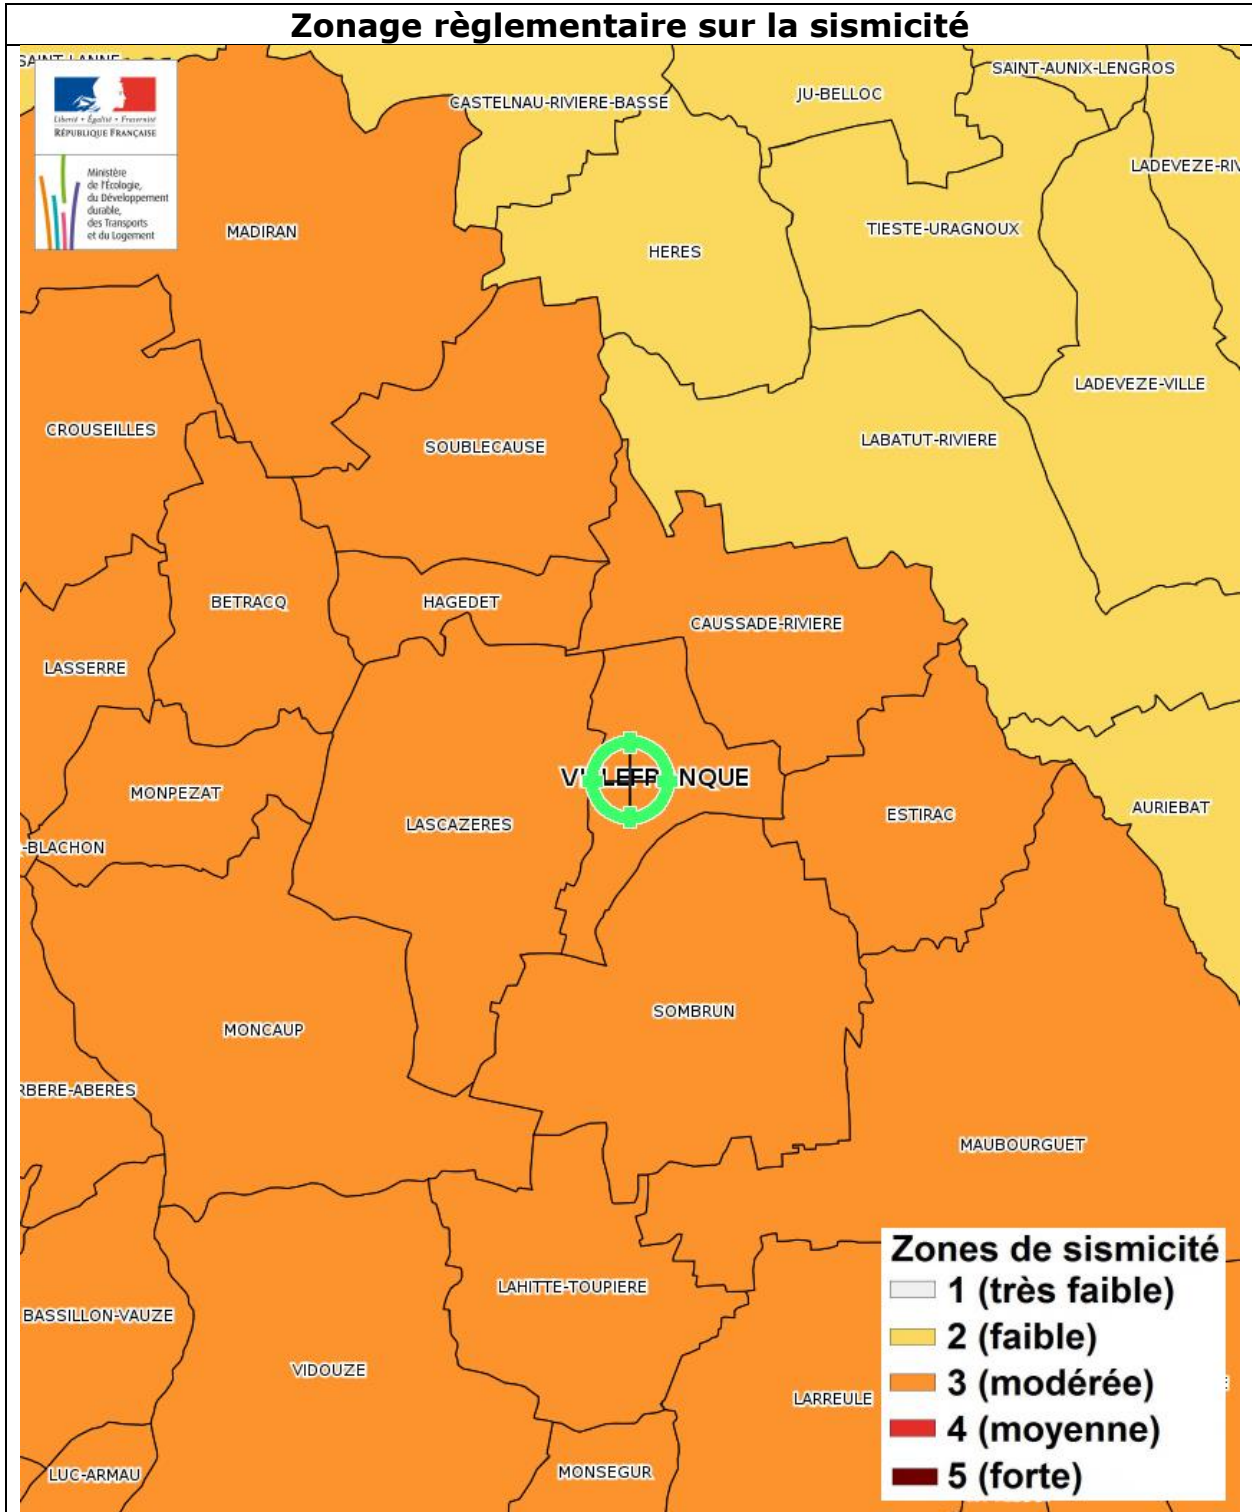 Zonage règlementaire sur la sismicité
Liberté • Égalité • Fraternité
RÉPUBLIQUE FRANÇAISE
Ministère
de l'Écologie,
du Développement
durable,
des Transports
et du Logement
CASTELNAU-RIVIERE-BASSE
JU-BELLOC
SAINT-AUNIX-LENGROS
LADEVEZE-RIV
MADIRAN
HERES
TIESTE-URAGNOUX
LADEVEZE-VILLE
CROUSEILLES
SOUBLECAUSE
LABATUT-RIVIERE
BETRACQ
HAGEDET
CAUSSADE-RIVIERE
LASSERRE
VILLEFRANQUE
MONPEZAT
LASCAZERES
ESTIRAC
AURIEBAT
-BLACHON
SOMBRUN
MONCAUP
RBERE-ABERES
MAUBOURGUET
LAHITTE-TOUPIERE
BASSILLON-VAUZE
VIDOUZE
LARREULE
LUC-ARMAU
MONSEGUR
Zones de sismicité
1 (très faible)
2 (faible)
3 (modérée)
4 (moyenne)
5 (forte)